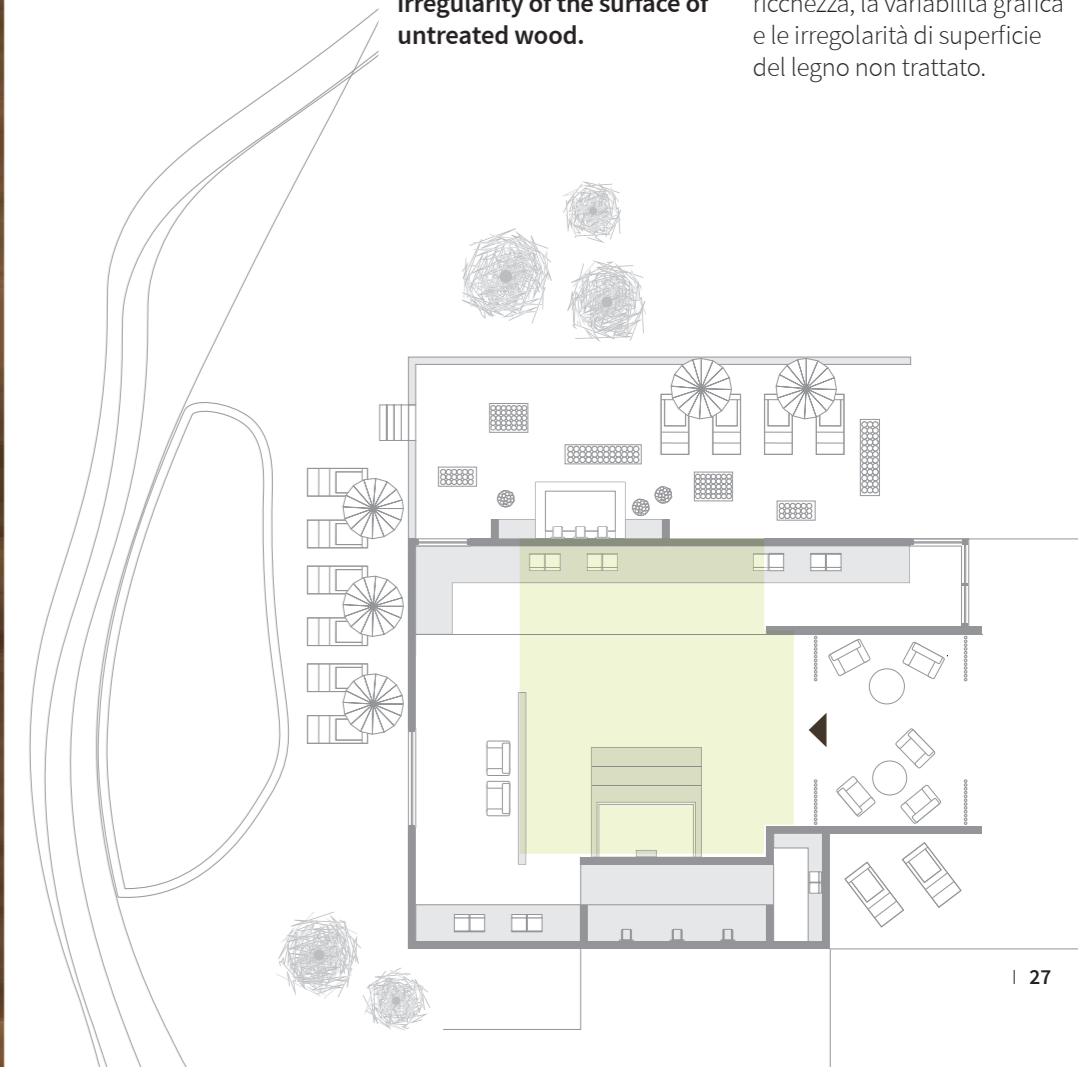 irregularity of the surface of
untreated wood.
ricchezza, la variabilità grafica
e le irregolarità di superficie
del legno non trattato.
27